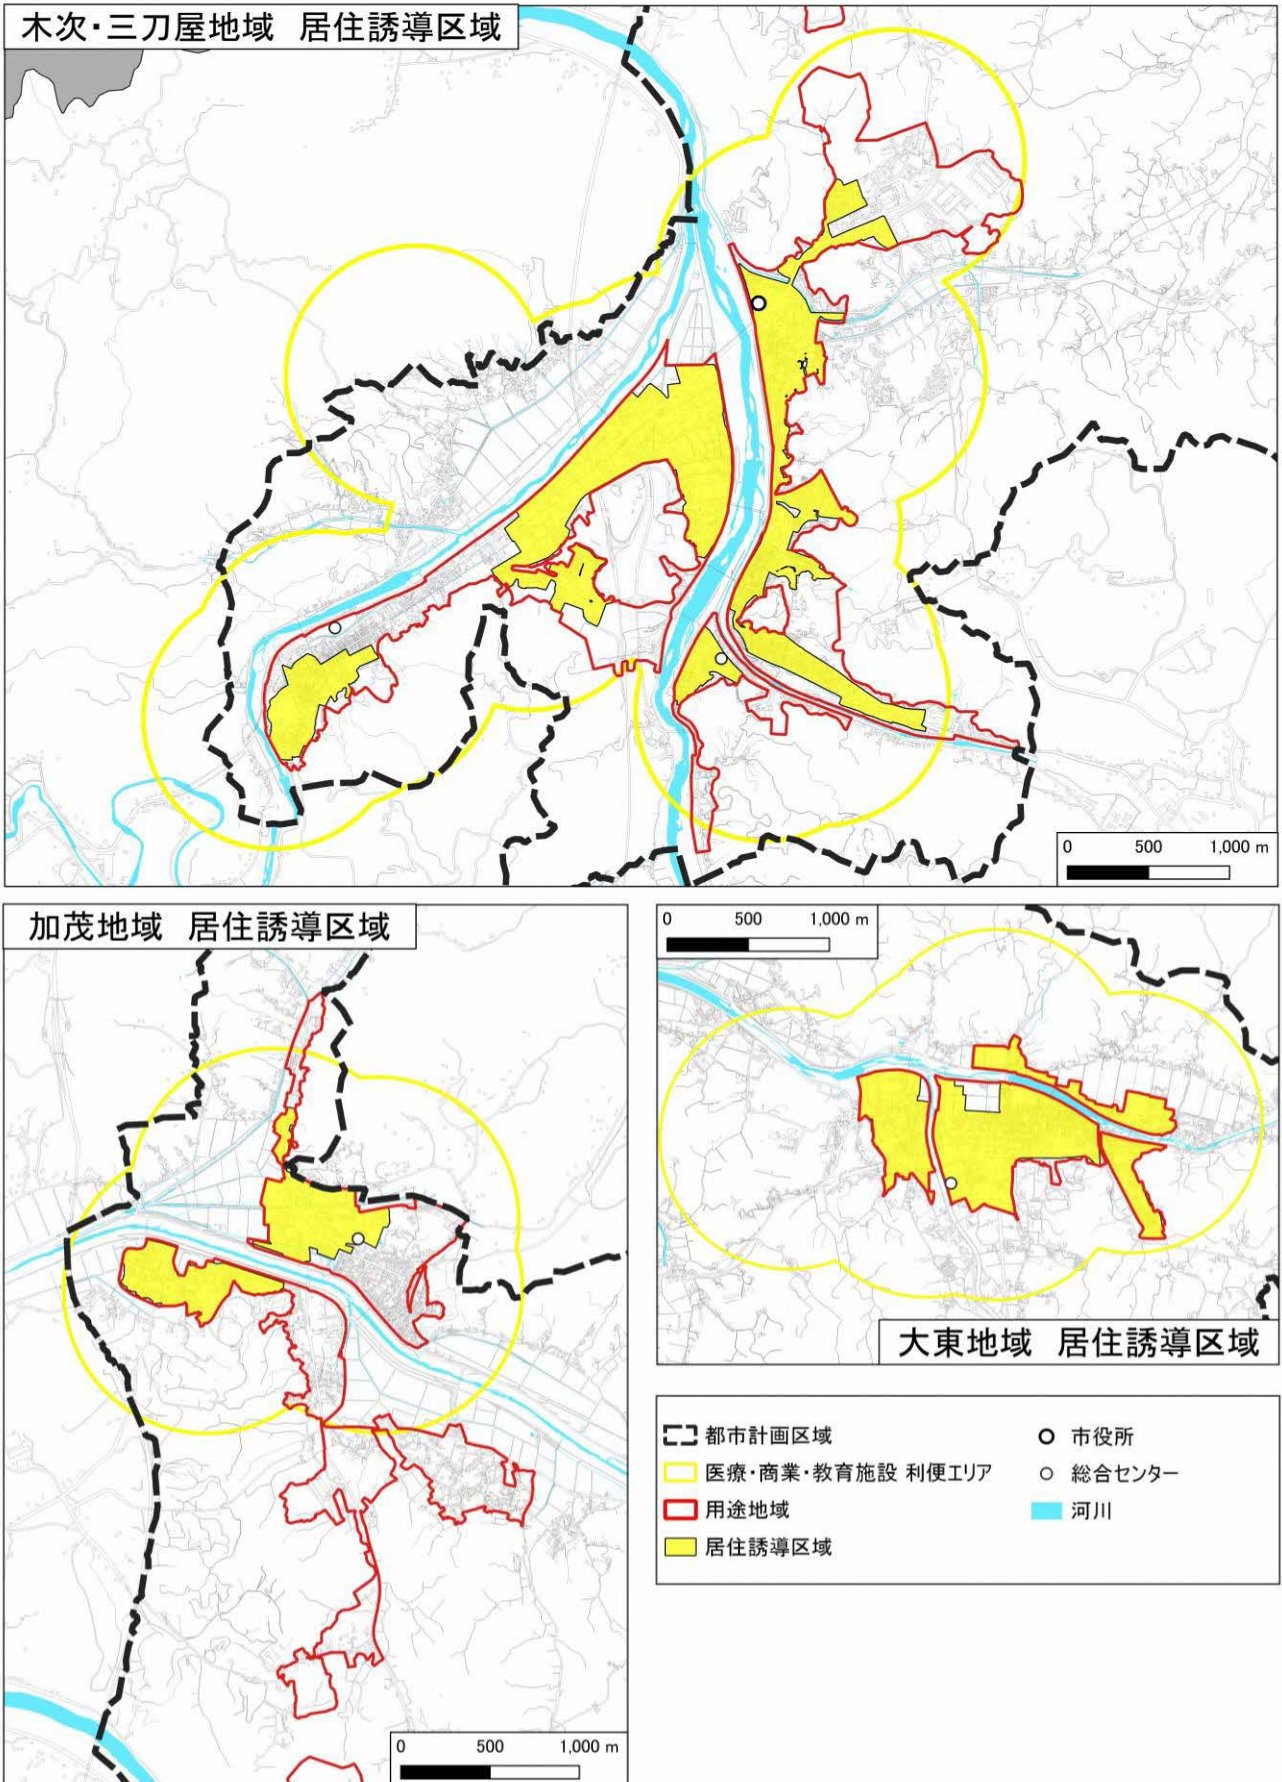 木次・三刀屋地域 居住誘導区域
0 500 1,000 m
加茂地域 居住誘導区域
0 500 1,000 m
0 500 1,000 m
大東地域 居住誘導区域
都市計画区域
医療・商業・教育施設 利便エリア
用途地域
居住誘導区域
市役所
総合センター
河川